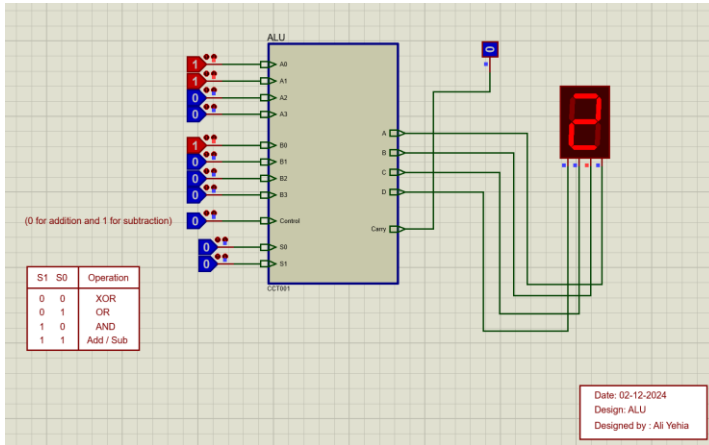 ALU
1 A0
1 A1
0 A2
0 A3
1 B0
0 B1
0 B2
0 B3
0 Control
0 S0
0 S1
A
B
C
D
Carry
CCT001
0
2
(0 for addition and 1 for subtraction)
S1 S0 Operation
0 0 XOR
0 1 OR
1 0 AND
1 1 Add / Sub
Date: 02-12-2024
Design: ALU
Designed by : Ali Yehia